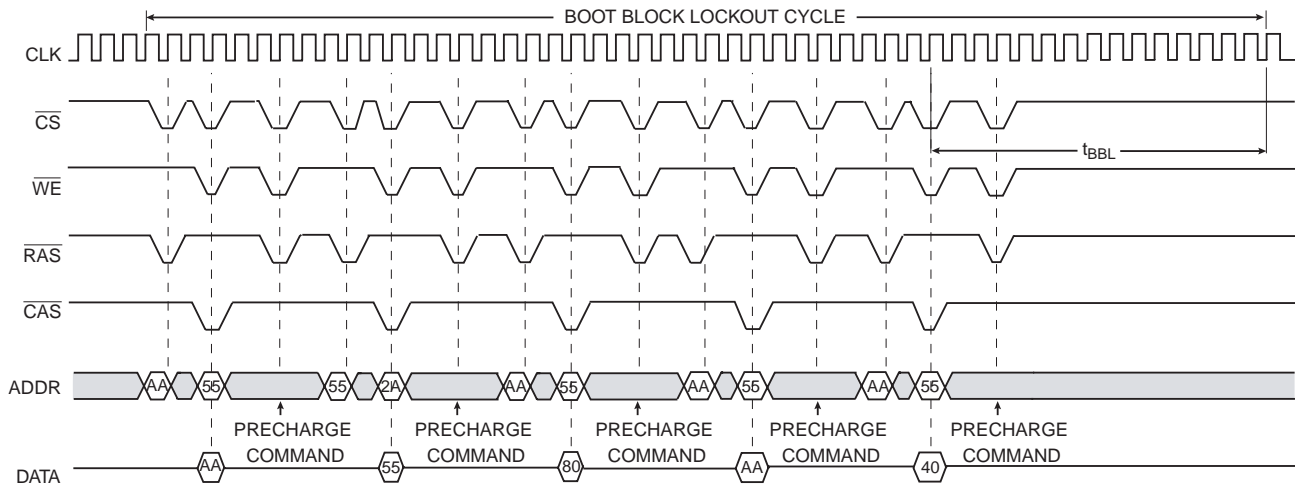 BOOT BLOCK LOCKOUT CYCLE
CLK
CS
tBBL
WE
RAS
CAS
ADDR AA 55 55 2A AA 55 AA 55 AA 55
PRECHARGE COMMAND
PRECHARGE COMMAND
PRECHARGE COMMAND
PRECHARGE COMMAND
PRECHARGE COMMAND
DATA AA 55 80 AA 40